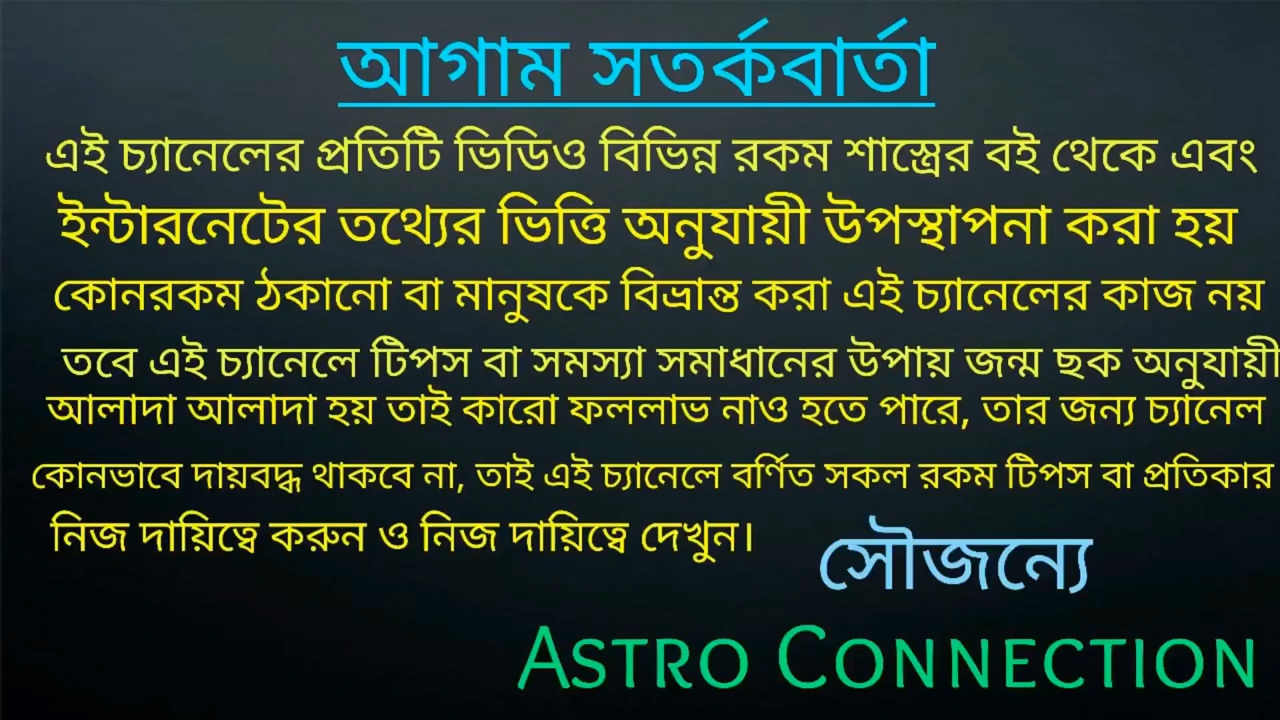 আগাম সতর্কবার্তা
এই চ্যানেলের প্রতিটি ভিডিও বিভিন্ন রকম শাস্ত্রের বই থেকে এবং
ইন্টারনেটের তথ্যের ভিত্তি অনুযায়ী উপস্থাপনা করা হয়
কোনরকম ঠকানো বা মানুষকে বিভ্রান্ত করা এই চ্যানেলের কাজ নয়
তবে এই চ্যানেলে টিপস বা সমস্যা সমাধানের উপায় জন্ম ছক অনুযায়ী
আলাদা আলাদা হয় তাই কারো ফললাভ নাও হতে পারে, তার জন্য চ্যানেল
কোনভাবে দায়বদ্ধ থাকবে না, তাই এই চ্যানেলে বর্ণিত সকল রকম টিপস বা প্রতিকার
নিজ দায়িত্বে করুন ও নিজ দায়িত্বে দেখুন।
সৌজন্যে
ASTRO CONNECTION